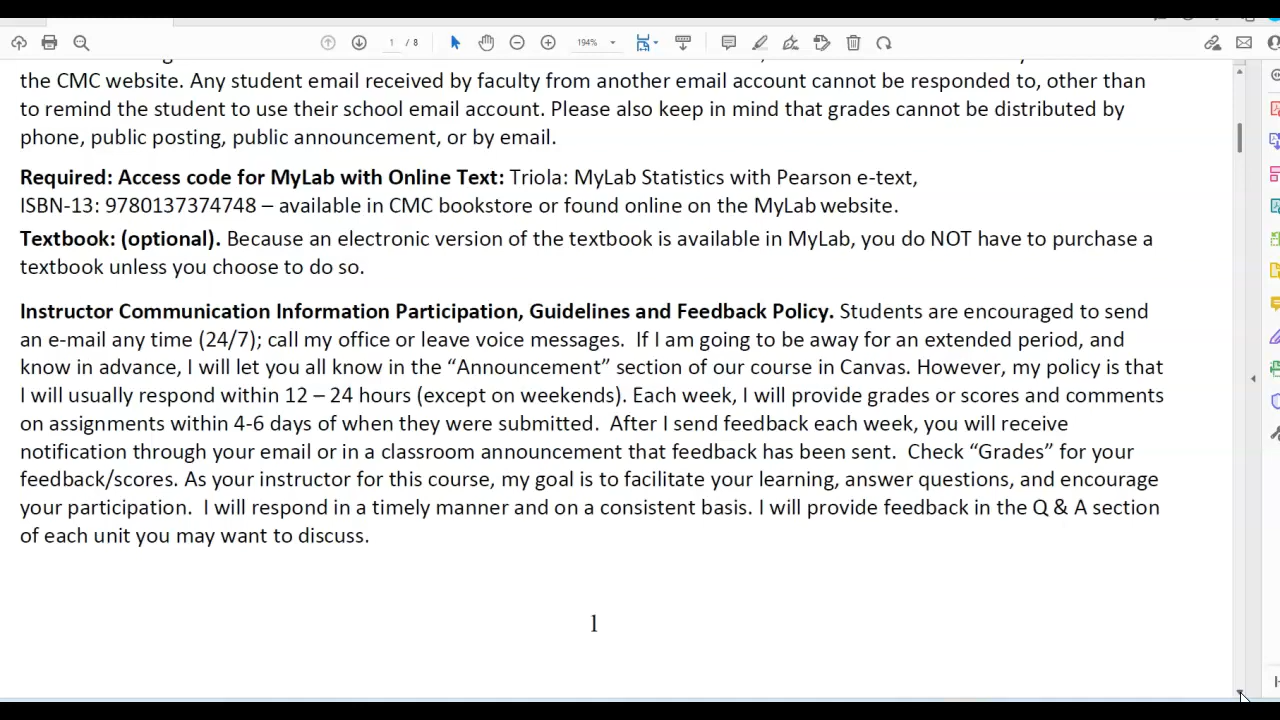 1 / 8
194%
the CMC website. Any student email received by faculty from another email account cannot be responded to, other than
to remind the student to use their school email account. Please also keep in mind that grades cannot be distributed by
phone, public posting, public announcement, or by email.
Required: Access code for MyLab with Online Text: Triola: MyLab Statistics with Pearson e-text,
ISBN-13: 9780137374748 – available in CMC bookstore or found online on the MyLab website.
Textbook: (optional). Because an electronic version of the textbook is available in MyLab, you do NOT have to purchase a
textbook unless you choose to do so.
Instructor Communication Information Participation, Guidelines and Feedback Policy. Students are encouraged to send
an e-mail any time (24/7); call my office or leave voice messages.  If I am going to be away for an extended period, and
know in advance, I will let you all know in the “Announcement” section of our course in Canvas. However, my policy is that
I will usually respond within 12 – 24 hours (except on weekends). Each week, I will provide grades or scores and comments
on assignments within 4-6 days of when they were submitted.  After I send feedback each week, you will receive
notification through your email or in a classroom announcement that feedback has been sent.  Check “Grades” for your
feedback/scores. As your instructor for this course, my goal is to facilitate your learning, answer questions, and encourage
your participation.  I will respond in a timely manner and on a consistent basis. I will provide feedback in the Q & A section
of each unit you may want to discuss.
1